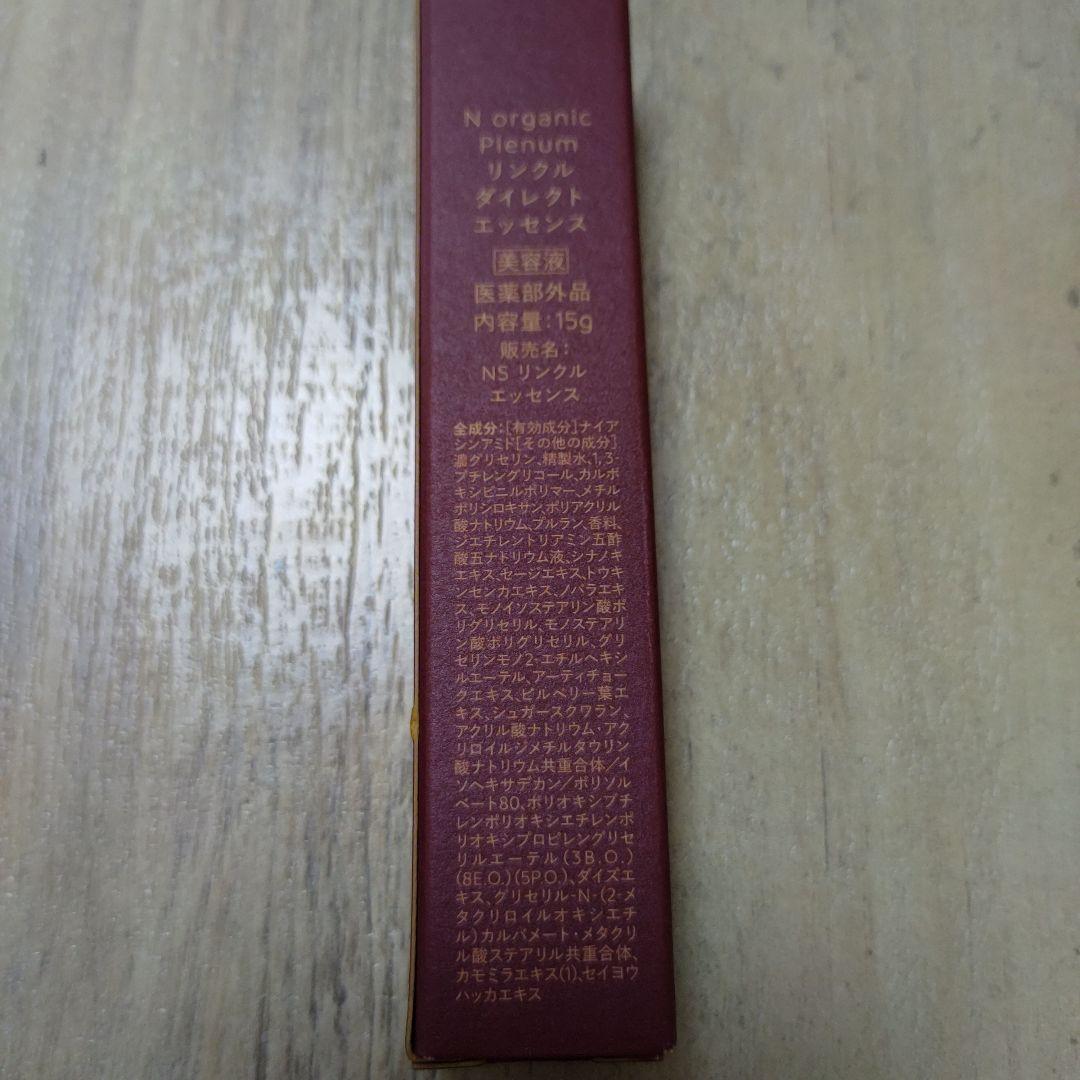 N organic
Plenum
リンクル
ダイレクト
エッセンス
美容液
医薬部外品
内容量:15g
販売名:
NS リンクル
エッセンス
全成分:[有効成分]ナイア
シンアミド[その他の成分]
濃グリセリン、精製水、1,3-
ブチレングリコール、カルボ
キシビニルポリマー、メチル
ポリシロキサン、ポリアクリル
酸ナトリウム、プルラン、香料、
ジエチレントリアミン五酢
酸五ナトリウム液、シナノキ
エキス、セージエキス、トウキ
ンセンカエキス、ノバラエキ
ス、モノイソステアリン酸ポ
リグリセリル、モノステアリ
ン酸ポリグリセリル、グリ
セリンモノ2-エチルヘキシ
ルエーテル、アーティチョー
クエキス、ビルベリー葉エ
キス、シュガースクワラン、
アクリル酸ナトリウム・アク
リロイルジメチルタウリン
酸ナトリウム共重合体/イ
ソヘキサデカン/ポリソル
ベート80、ポリオキシブチ
レンポリオキシエチレンポ
リオキシプロピレングリセ
リルエーテル(3B.O.)
(8E.O.)(5P.O.)、ダイズエ
キス、グリセリル-N-(2-メ
タクリロイルオキシエチ
ル)カルバメート・メタクリ
ル酸ステアリル共重合体、
カモミラエキス(1)、セイヨウ
ハッカエキス